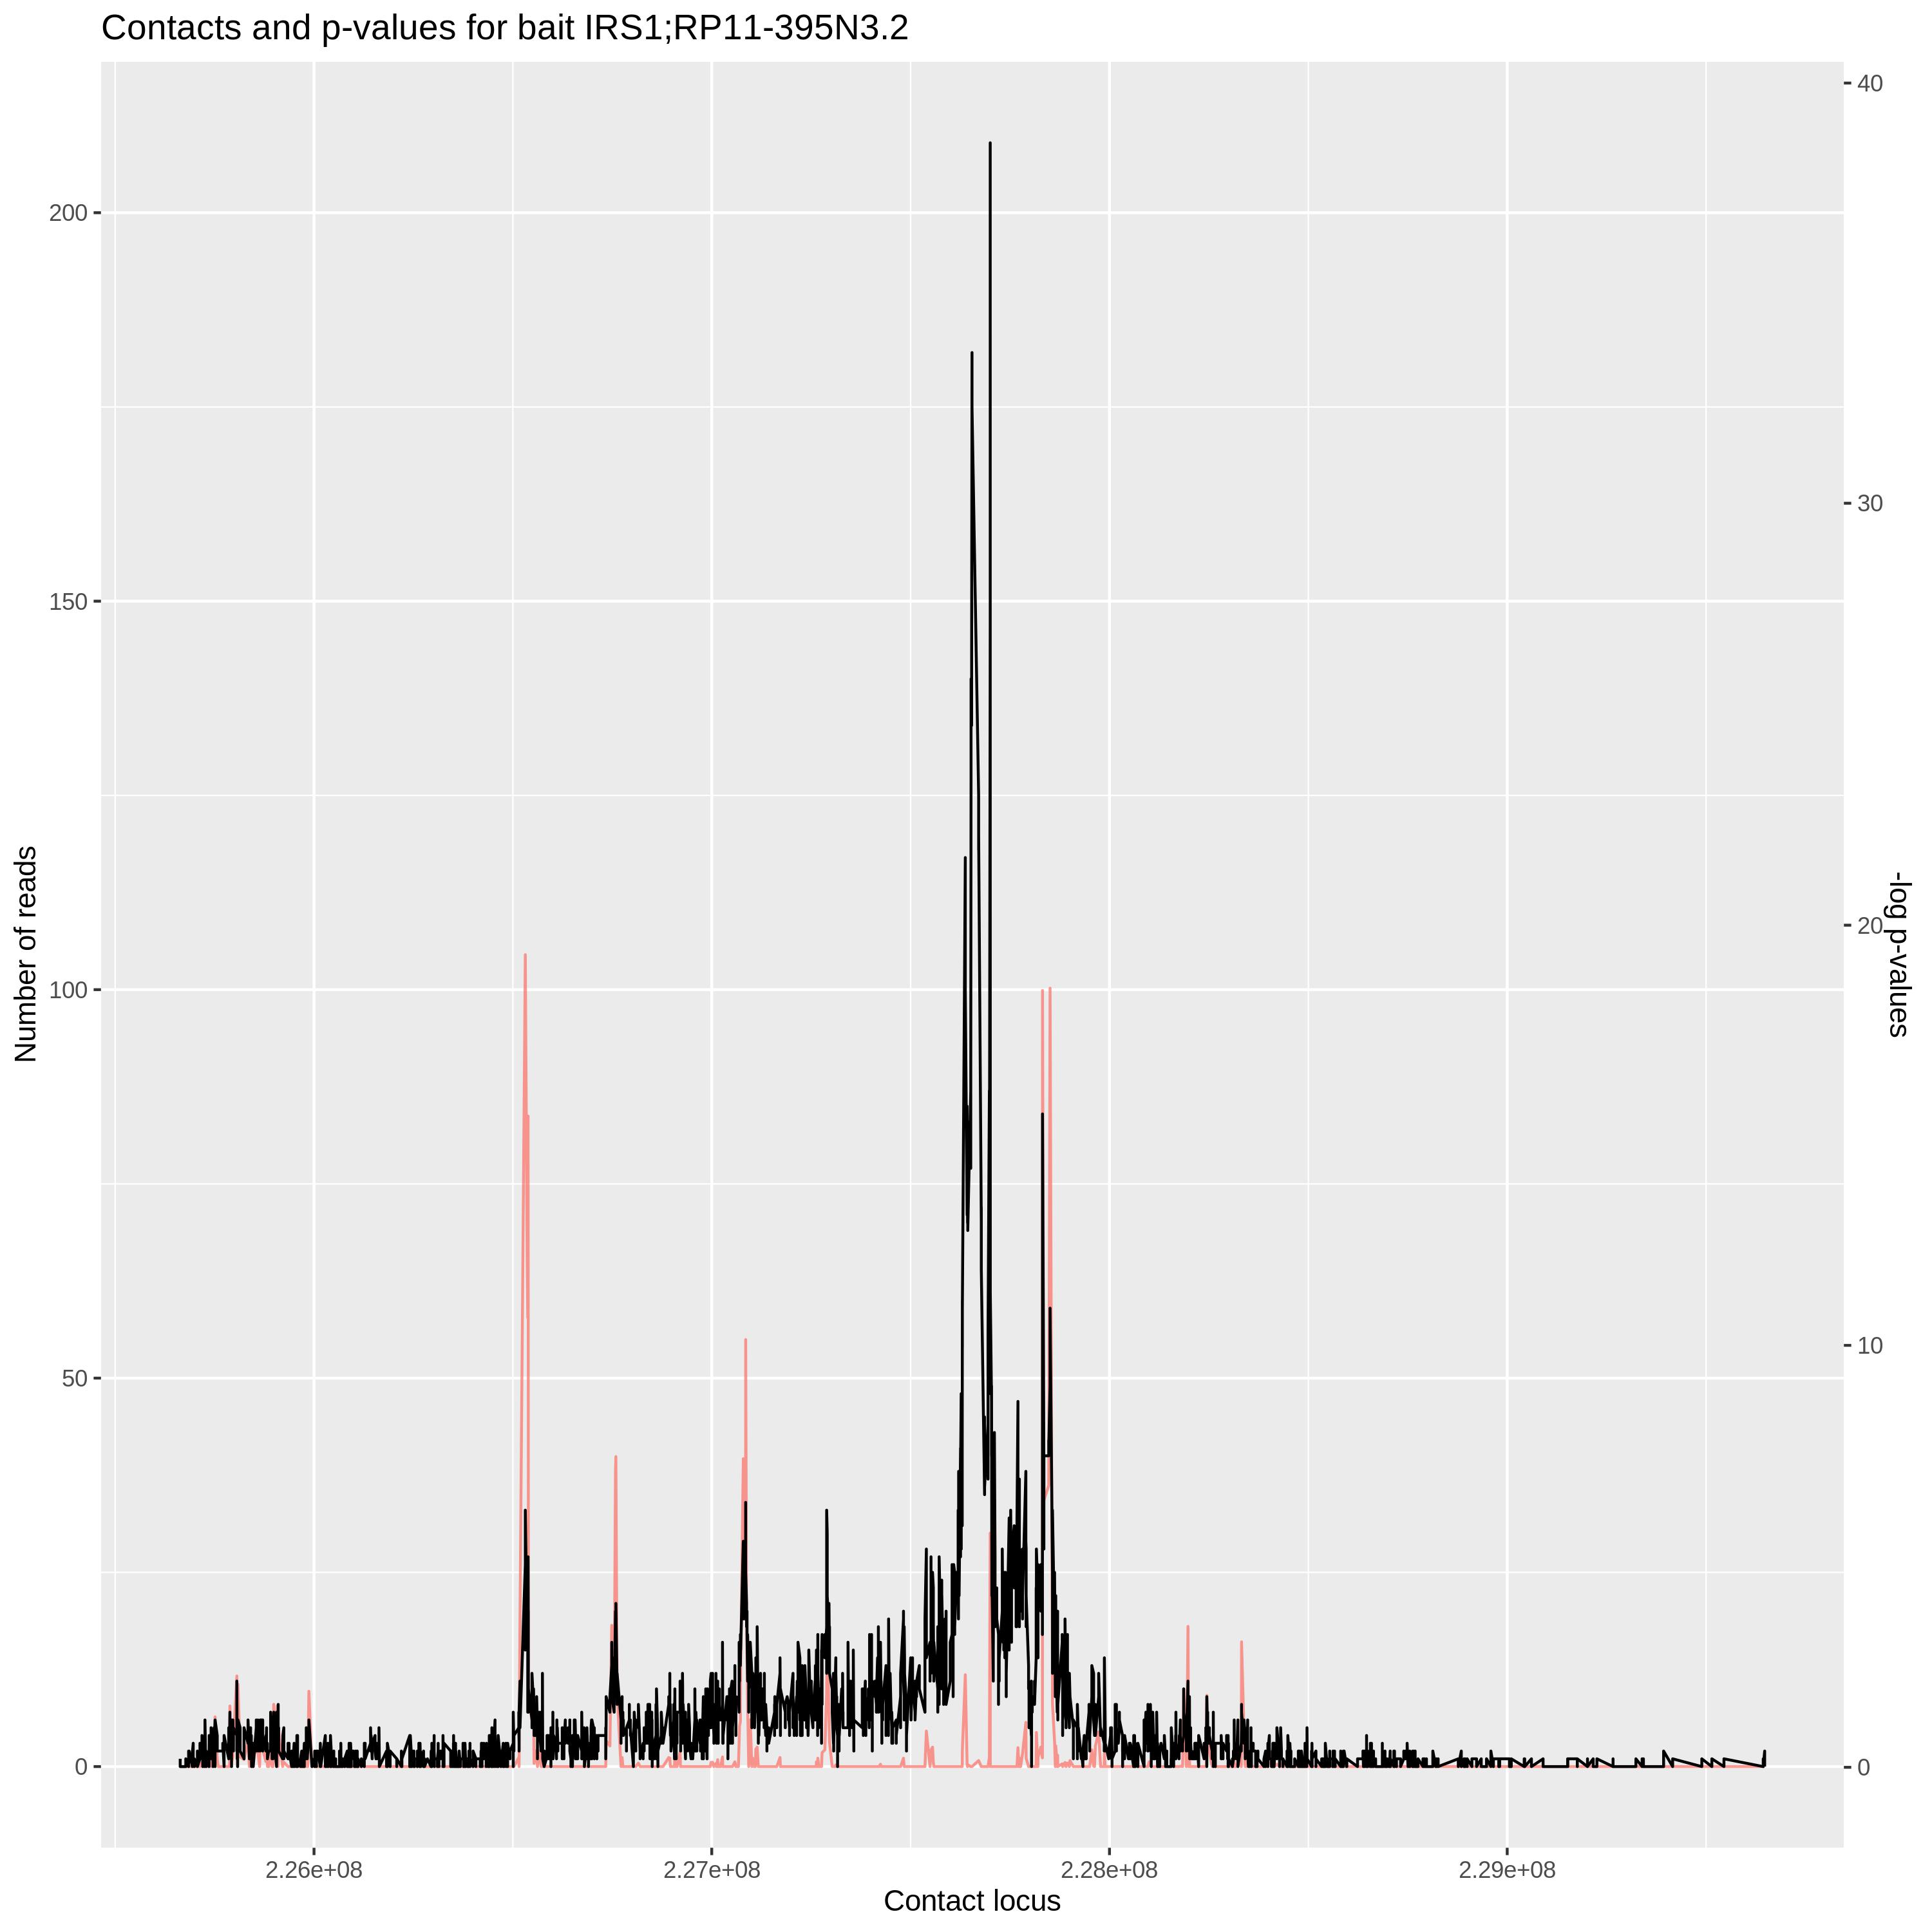 Contacts and p-values for bait IRS1;RP11-395N3.2
200
150
100
50
0
Number of reads
40
30
20
10
0
-log p-values
2.26e+08
2.27e+08
2.28e+08
2.29e+08
Contact locus